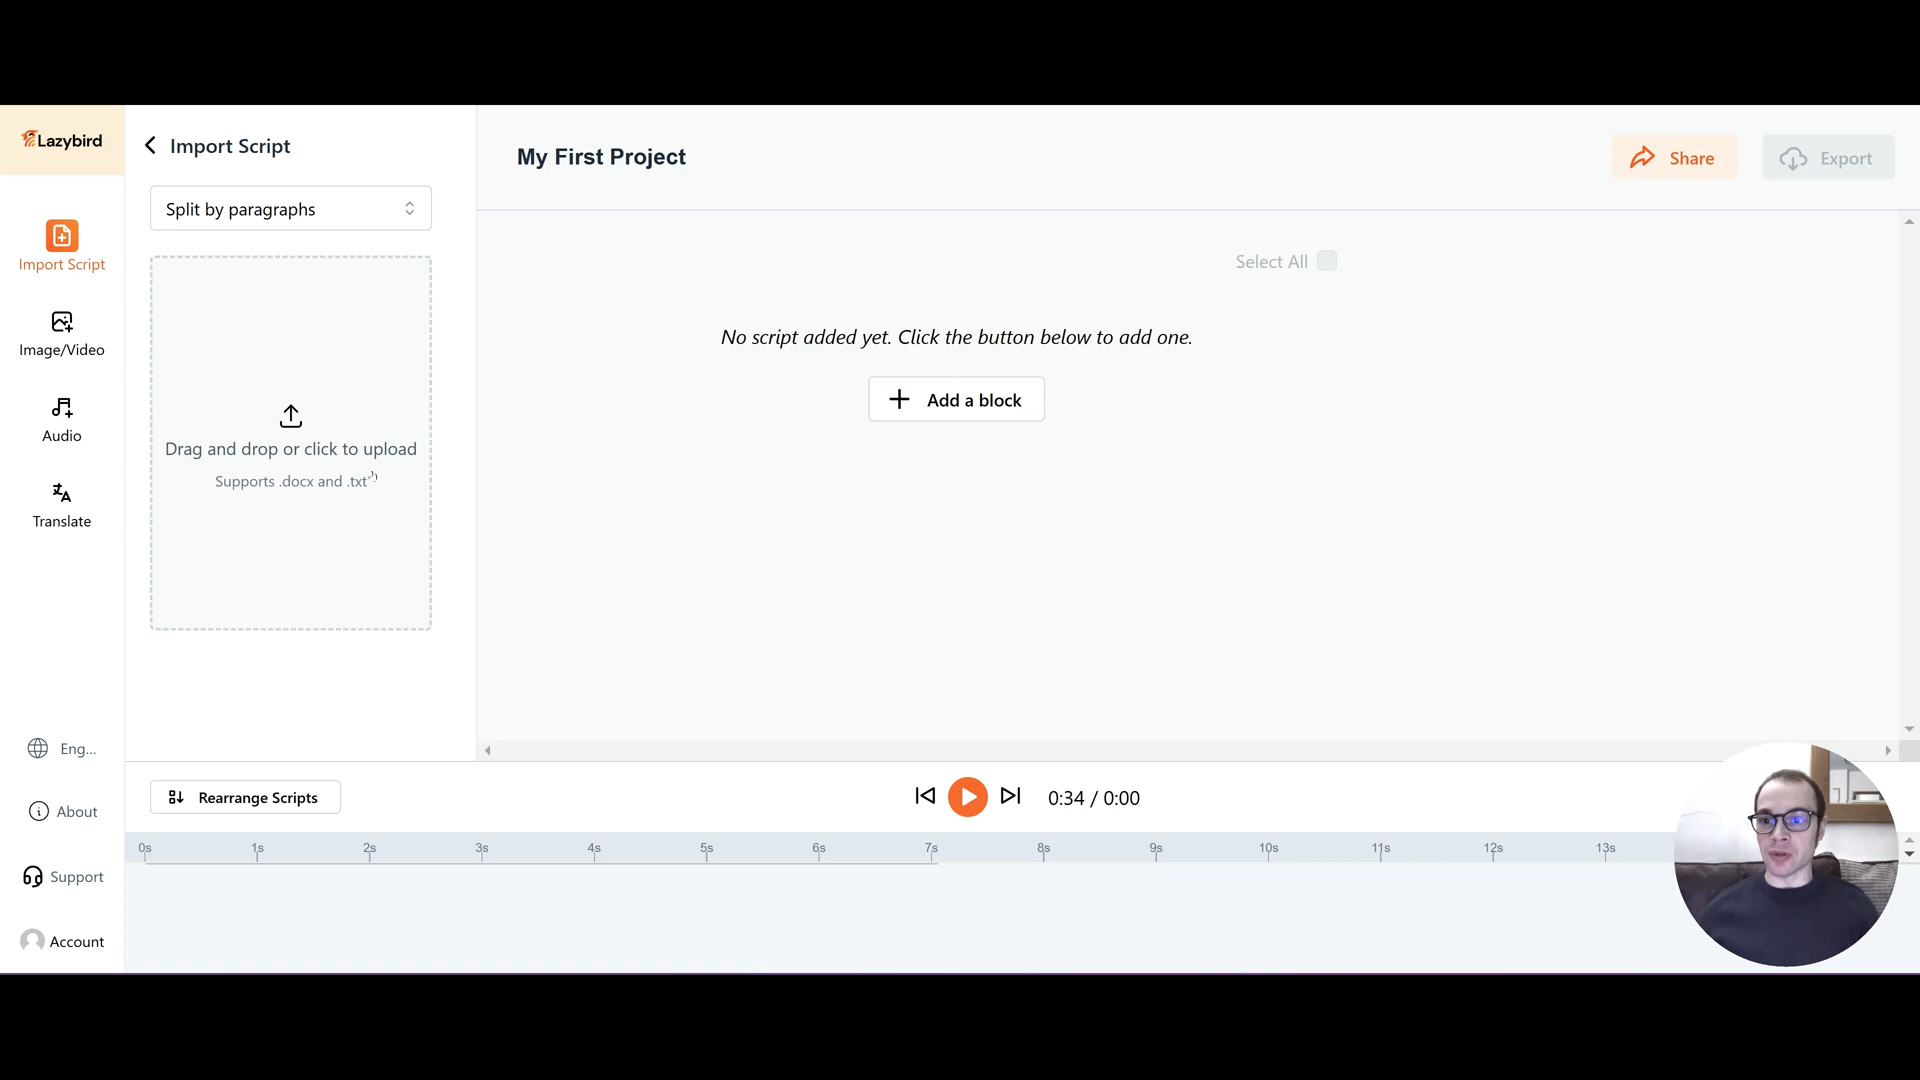 Lazybird
Import Script
My First Project
Share
Export
Split by paragraphs
Import Script
Select All
No script added yet. Click the button below to add one.
Image/Video
Add a block
Audio
Drag and drop or click to upload
Supports .docx and .txt
Translate
Eng...
Rearrange Scripts
0:34 / 0:00
About
0s 1s 2s 3s 4s 5s 6s 7s 8s 9s 10s 11s 12s 13s
Support
Account